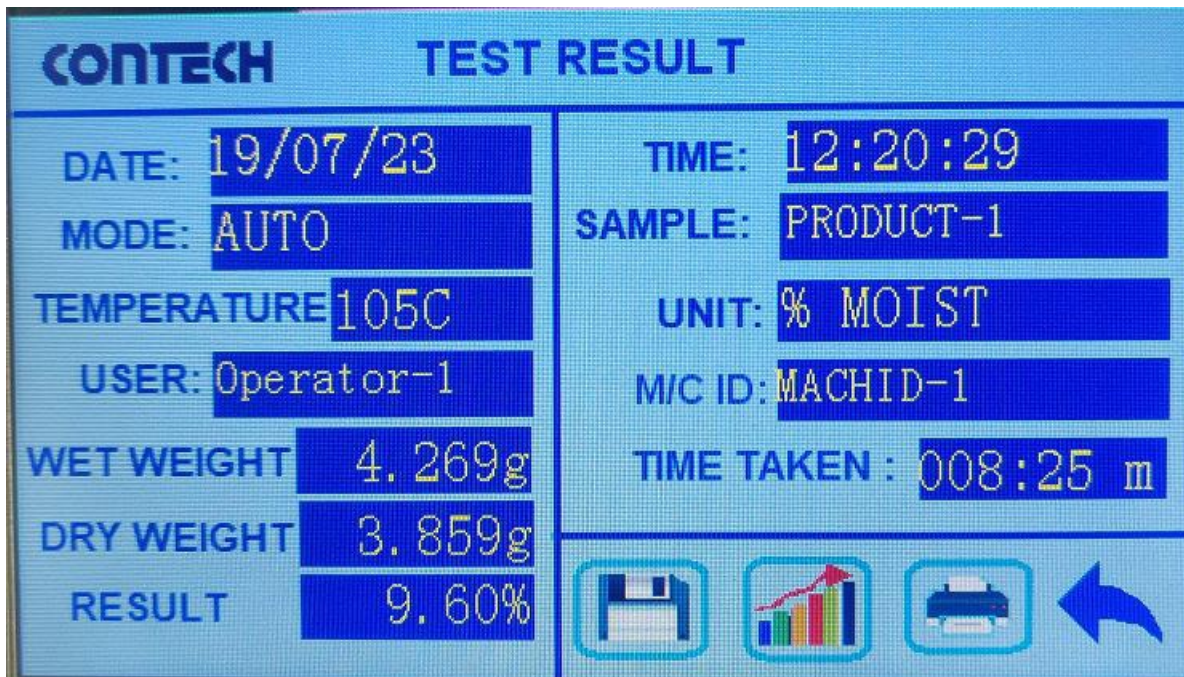 CONTECH TEST RESULT
DATE: 19/07/23
MODE: AUTO
TEMPERATURE 105C
USER: Operator-1
WET WEIGHT 4.269g
DRY WEIGHT 3.859g
RESULT 9.60%
TIME: 12:20:29
SAMPLE: PRODUCT-1
UNIT: % MOIST
M/C ID: MACHID-1
TIME TAKEN : 008:25 m